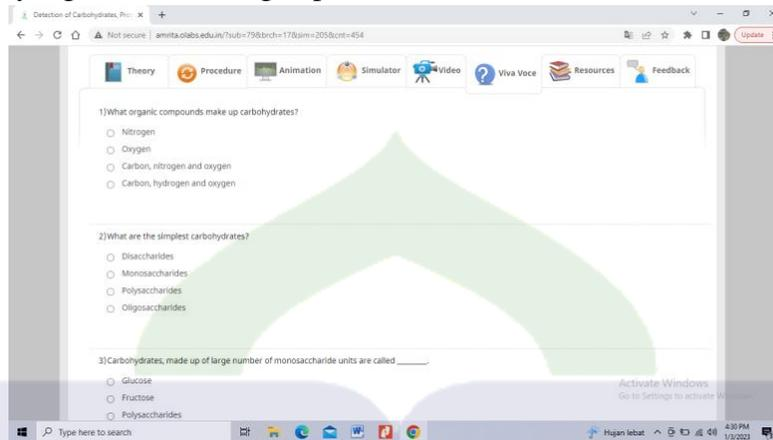 Detection of Carbohydrates, Pro
Not secure | amrita.olabs.edu.in/?sub=79&brch=17&sim=205&cnt=454
Update
Theory
Procedure
Animation
Simulator
Video
Viva Voce
Resources
Feedback
1)What organic compounds make up carbohydrates?
Nitrogen
Oxygen
Carbon, nitrogen and oxygen
Carbon, hydrogen and oxygen
2)What are the simplest carbohydrates?
Disaccharides
Monosaccharides
Polysaccharides
Oligosaccharides
3)Carbohydrates, made up of large number of monosaccharide units are called ______.
Glucose
Fructose
Polysaccharides
Activate Windows
Go to Settings to activate
Type here to search
Hujan lebat
4:30 PM
1/3/2023